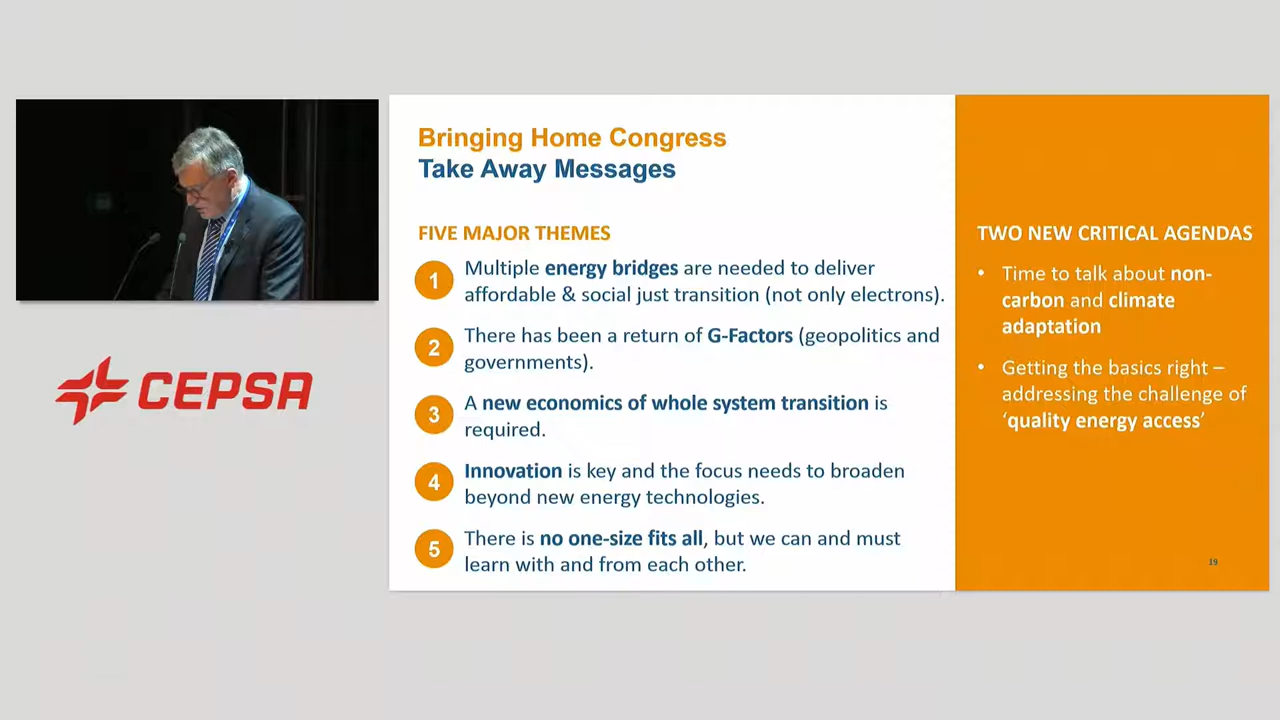 CEPSA
Bringing Home Congress
Take Away Messages
FIVE MAJOR THEMES
1
Multiple energy bridges are needed to deliver
affordable & social just transition (not only electrons).
2
There has been a return of G-Factors (geopolitics and
governments).
3
A new economics of whole system transition is
required.
4
Innovation is key and the focus needs to broaden
beyond new energy technologies.
5
There is no one-size fits all, but we can and must
learn with and from each other.
TWO NEW CRITICAL AGENDAS
• Time to talk about non-
carbon and climate
adaptation
• Getting the basics right –
addressing the challenge of
‘quality energy access’
19